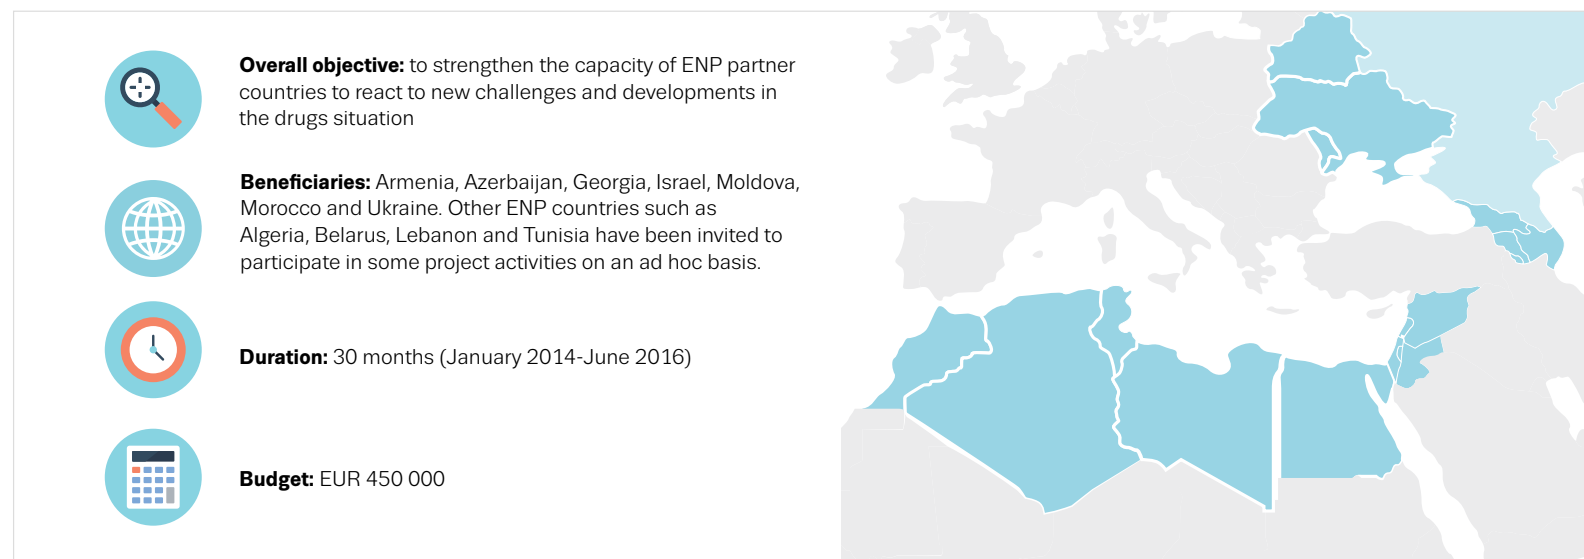 Overall objective: to strengthen the capacity of ENP partner
countries to react to new challenges and developments in
the drugs situation
Beneficiaries: Armenia, Azerbaijan, Georgia, Israel, Moldova,
Morocco and Ukraine. Other ENP countries such as
Algeria, Belarus, Lebanon and Tunisia have been invited to
participate in some project activities on an ad hoc basis.
Duration: 30 months (January 2014-June 2016)
Budget: EUR 450 000